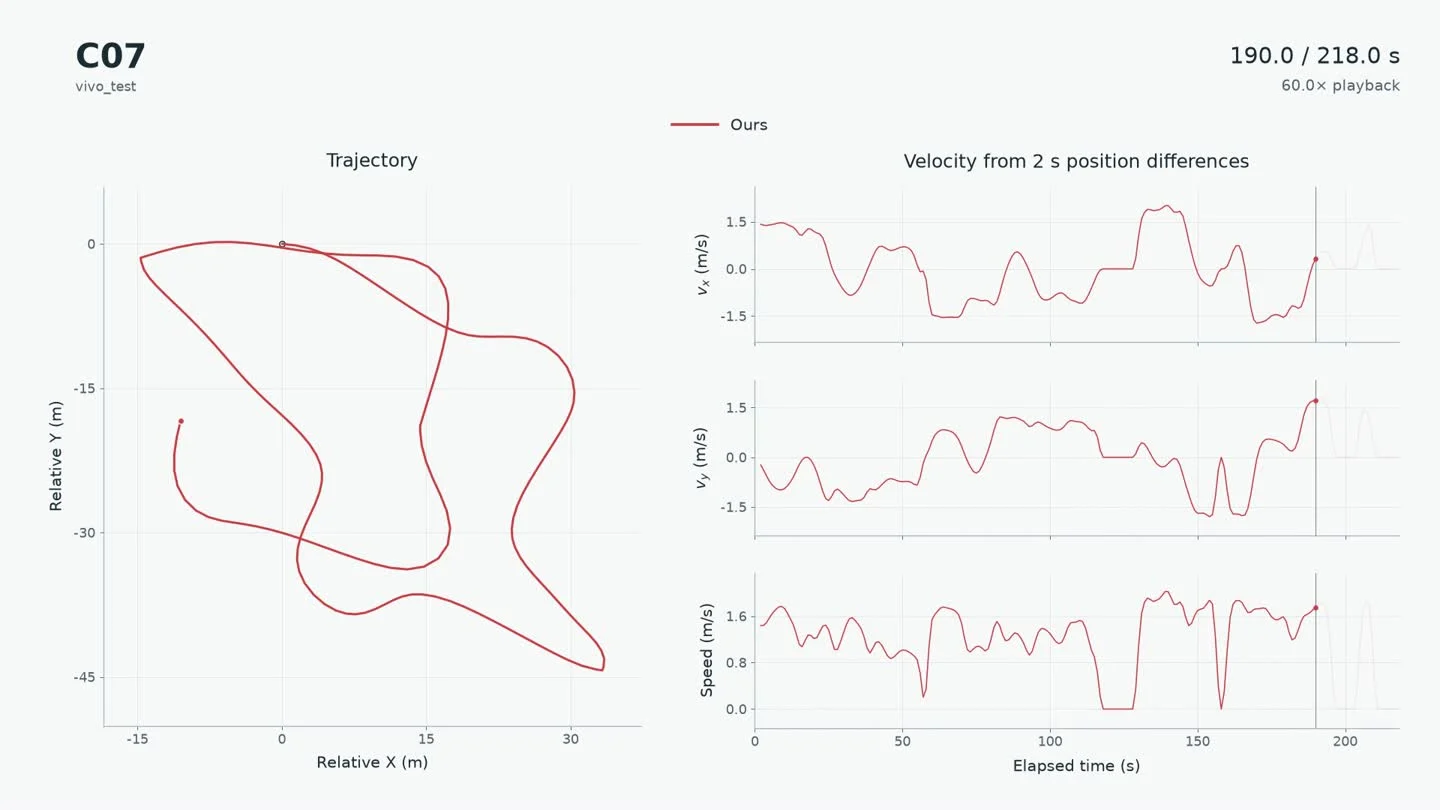 C07
vivo_test
190.0 / 218.0 s
60.0× playback
Ours
Trajectory
0
-15
-30
-45
Relative Y (m)
-15
0
15
30
Relative X (m)
Velocity from 2 s position differences
1.5
0.0
-1.5
vx (m/s)
1.5
0.0
-1.5
vy (m/s)
1.6
0.8
0.0
Speed (m/s)
0
50
100
150
200
Elapsed time (s)